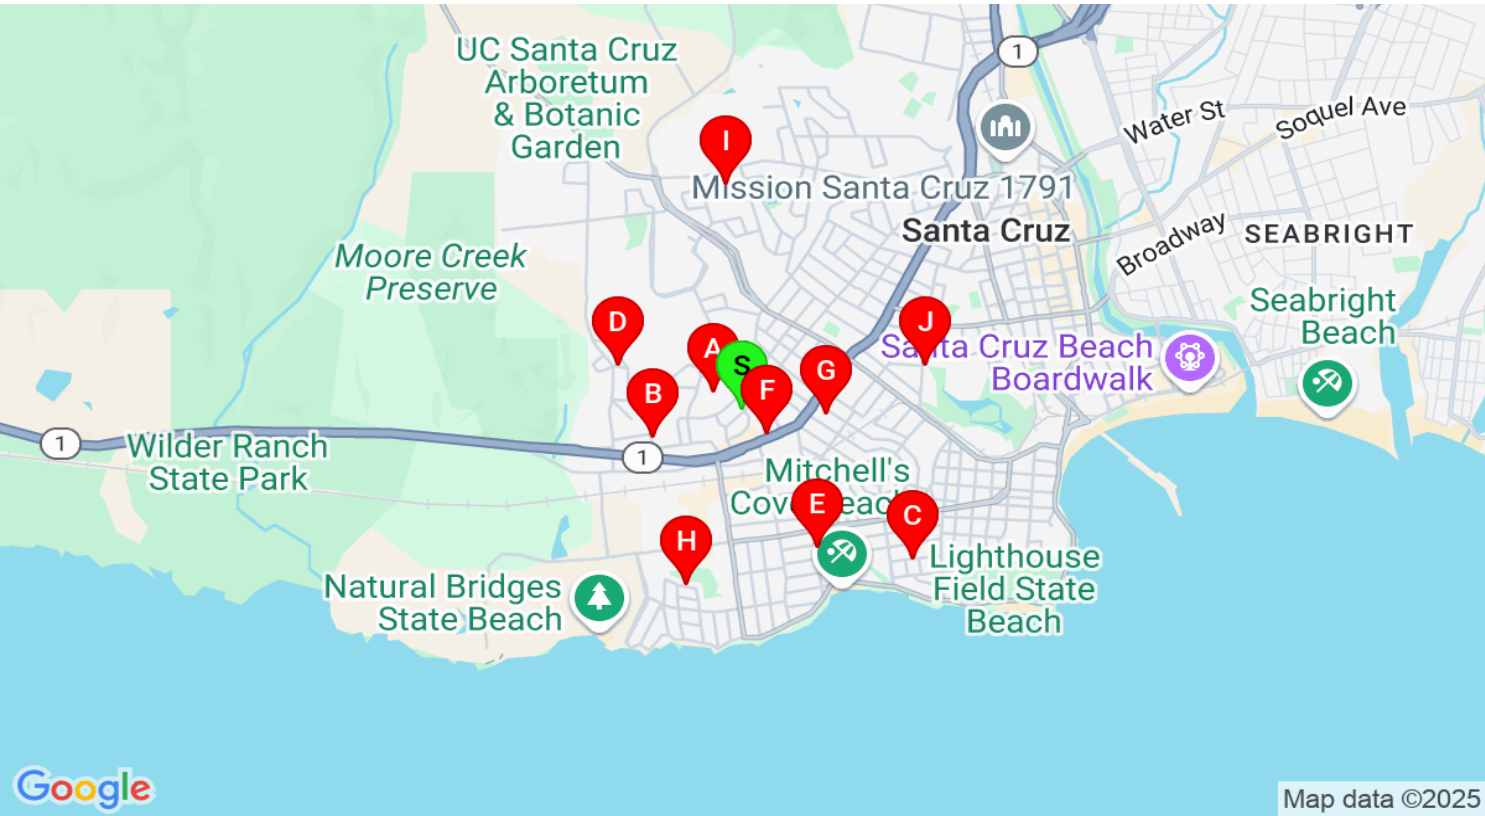 UC Santa Cruz
Arboretum
& Botanic
Garden
1
Water St
Soquel Ave
I
Mission Santa Cruz 1791
Santa Cruz
Broadway
SEABRIGHT
Moore Creek
Preserve
Seabright
Beach
D
A
S
J
Santa Cruz Beach
Boardwalk
B
F
G
1
Wilder Ranch
State Park
1
Mitchell's
Cove Beach
E
C
H
Natural Bridges
State Beach
Lighthouse
Field State
Beach
Google
Map data ©2025